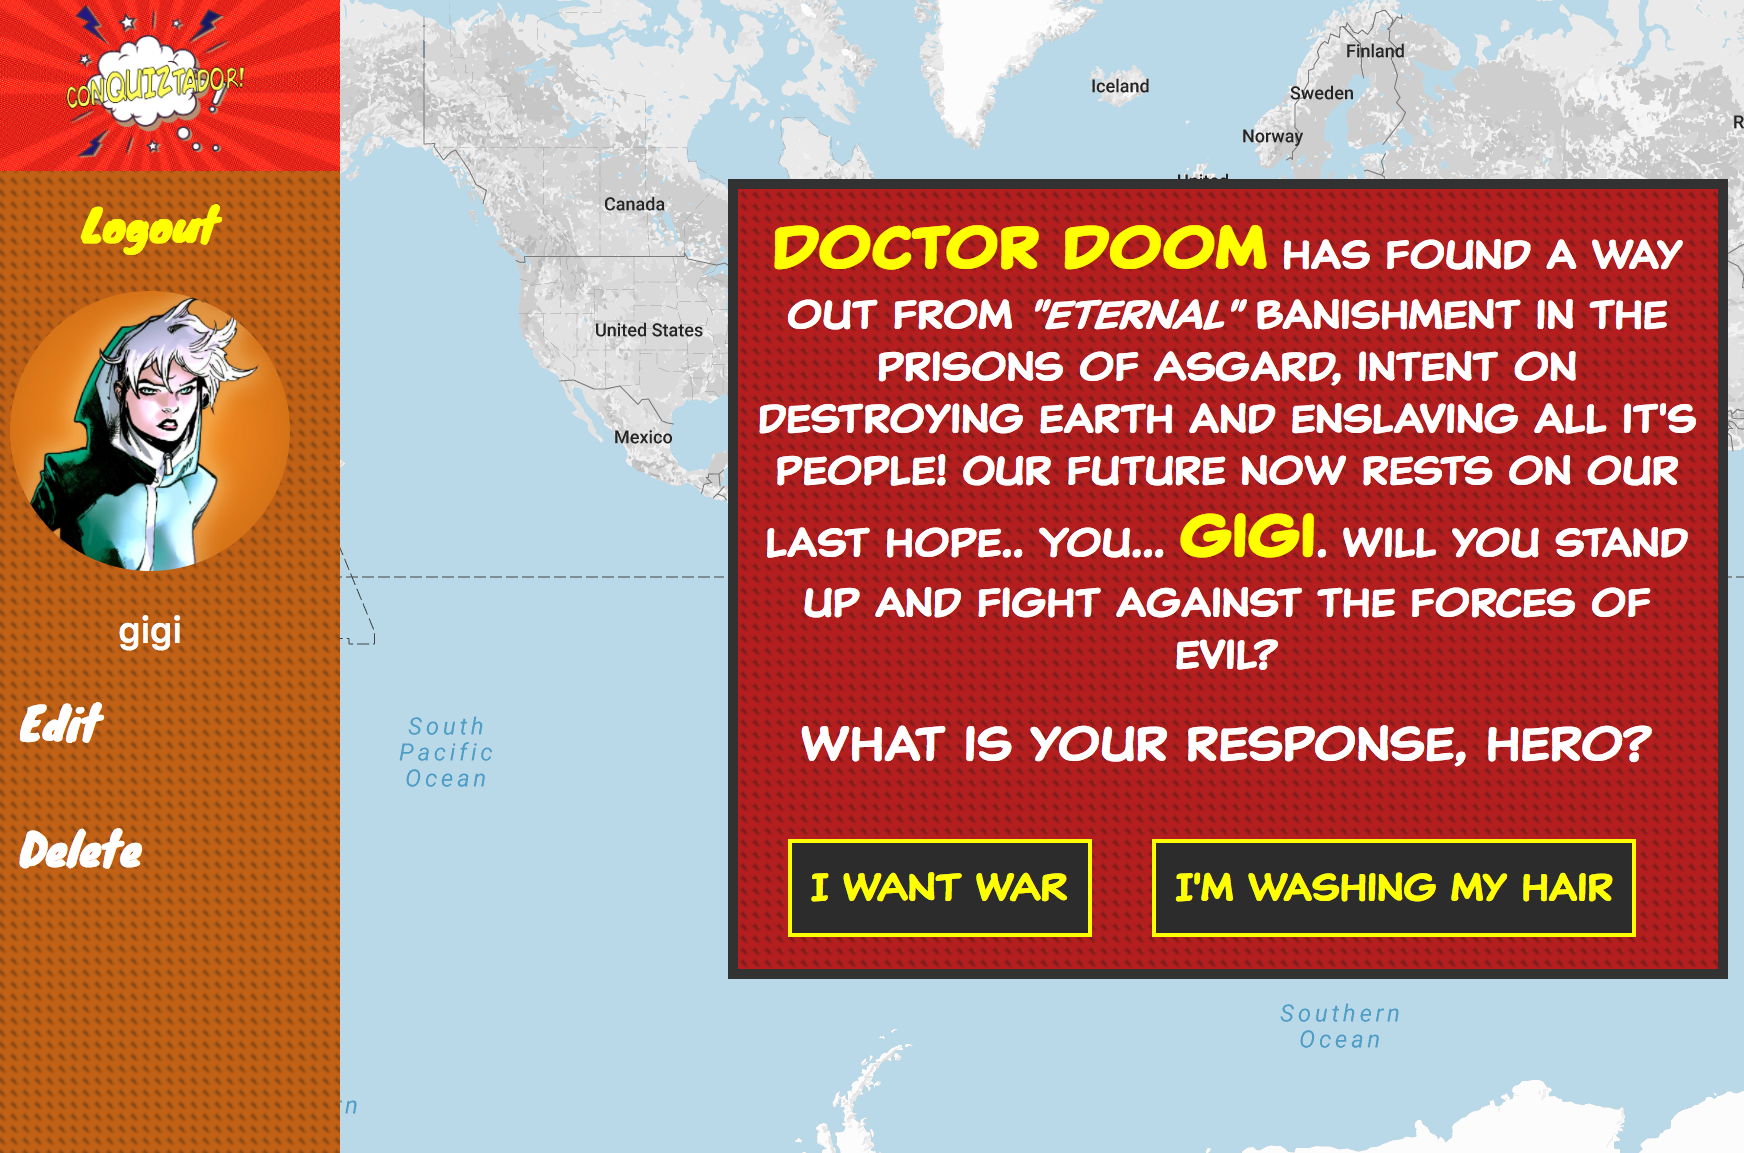 CONQUIZTADOR!
Logout
gigi
Edit
Delete
Finland
Iceland
Sweden
Norway
United
R
Canada
United States
Mexico
South
Pacific
Ocean
Southern
Ocean
n
DOCTOR DOOM HAS FOUND A WAY
OUT FROM "ETERNAL" BANISHMENT IN THE
PRISONS OF ASGARD, INTENT ON
DESTROYING EARTH AND ENSLAVING ALL IT'S
PEOPLE! OUR FUTURE NOW RESTS ON OUR
LAST HOPE.. YOU... GIGI. WILL YOU STAND
UP AND FIGHT AGAINST THE FORCES OF
EVIL?
WHAT IS YOUR RESPONSE, HERO?
I WANT WAR
I'M WASHING MY HAIR